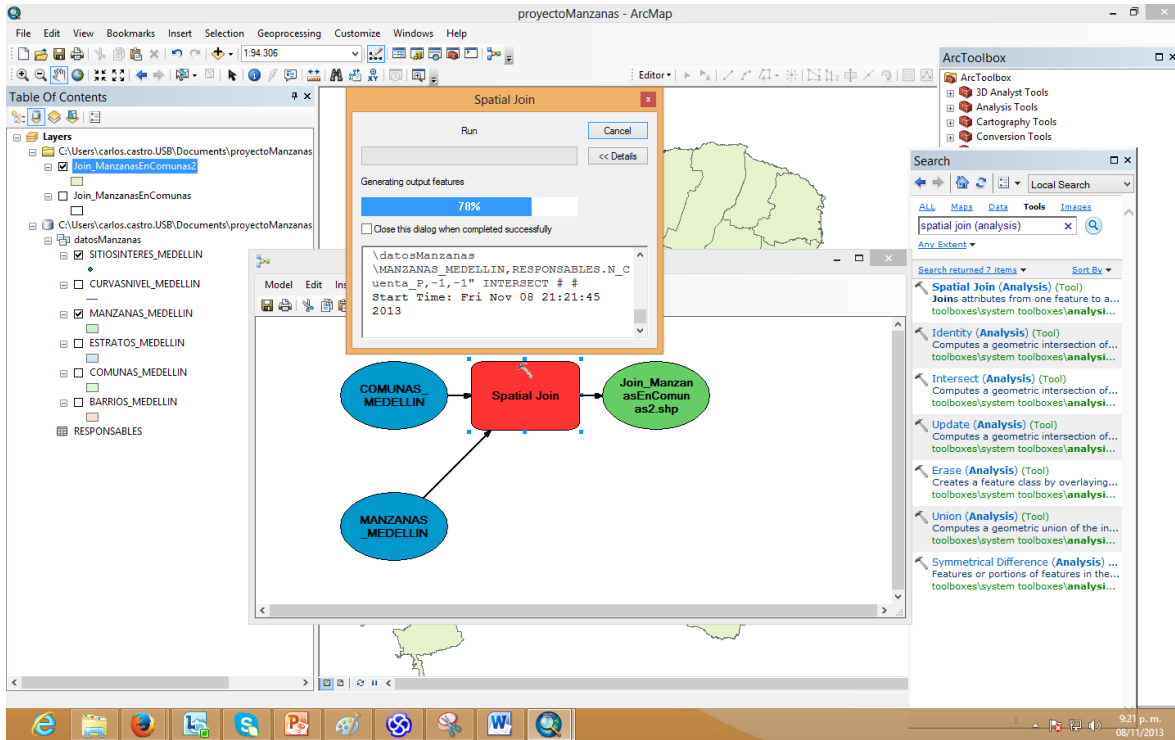 proyectoManzanas - ArcMap
File Edit View Bookmarks Insert Selection Geoprocessing Customize Windows Help
1:94.306
Editor
Table Of Contents
Layers
C:\Users\carlos.castro.USB\Documents\proyectoManzanas
Join_ManzanasEnComunas2
Join_ManzanasEnComunas
C:\Users\carlos.castro.USB\Documents\proyectoManzanas
datosManzanas
SITIOSINTERES_MEDELLIN
CURVASNIVEL_MEDELLIN
MANZANAS_MEDELLIN
ESTRATOS_MEDELLIN
COMUNAS_MEDELLIN
BARRIOS_MEDELLIN
RESPONSABLES
Spatial Join
Run
Cancel
<< Details
Generating output features
78%
Close this dialog when completed successfully
\datosManzanas
\MANZANAS_MEDELLIN,RESPONSABLES.N_C
uenta_P,-1,-1" INTERSECT # #
Start Time: Fri Nov 08 21:21:45
2013
Model Edit Ins
COMUNAS_
MEDELLIN
Spatial Join
Join_Manzan
asEnComun
as2.shp
MANZANAS
_MEDELLIN
ArcToolbox
ArcToolbox
3D Analyst Tools
Analysis Tools
Cartography Tools
Conversion Tools
Search
Local Search
ALL Maps Data Tools Images
spatial join (analysis)
Any Extent
Search returned 7 items
Sort By
Spatial Join (Analysis) (Tool)
Joins attributes from one feature to a...
toolboxes\system toolboxes\analysi...
Identity (Analysis) (Tool)
Computes a geometric intersection of...
toolboxes\system toolboxes\analysi...
Intersect (Analysis) (Tool)
Computes a geometric intersection of...
toolboxes\system toolboxes\analysi...
Update (Analysis) (Tool)
Computes a geometric intersection of...
toolboxes\system toolboxes\analysi...
Erase (Analysis) (Tool)
Creates a feature class by overlaying...
toolboxes\system toolboxes\analysi...
Union (Analysis) (Tool)
Computes a geometric union of the in...
toolboxes\system toolboxes\analysi...
Symmetrical Difference (Analysis) ...
Features or portions of features in the...
toolboxes\system toolboxes\analysi...
1
9:21 p. m.
08/11/2013